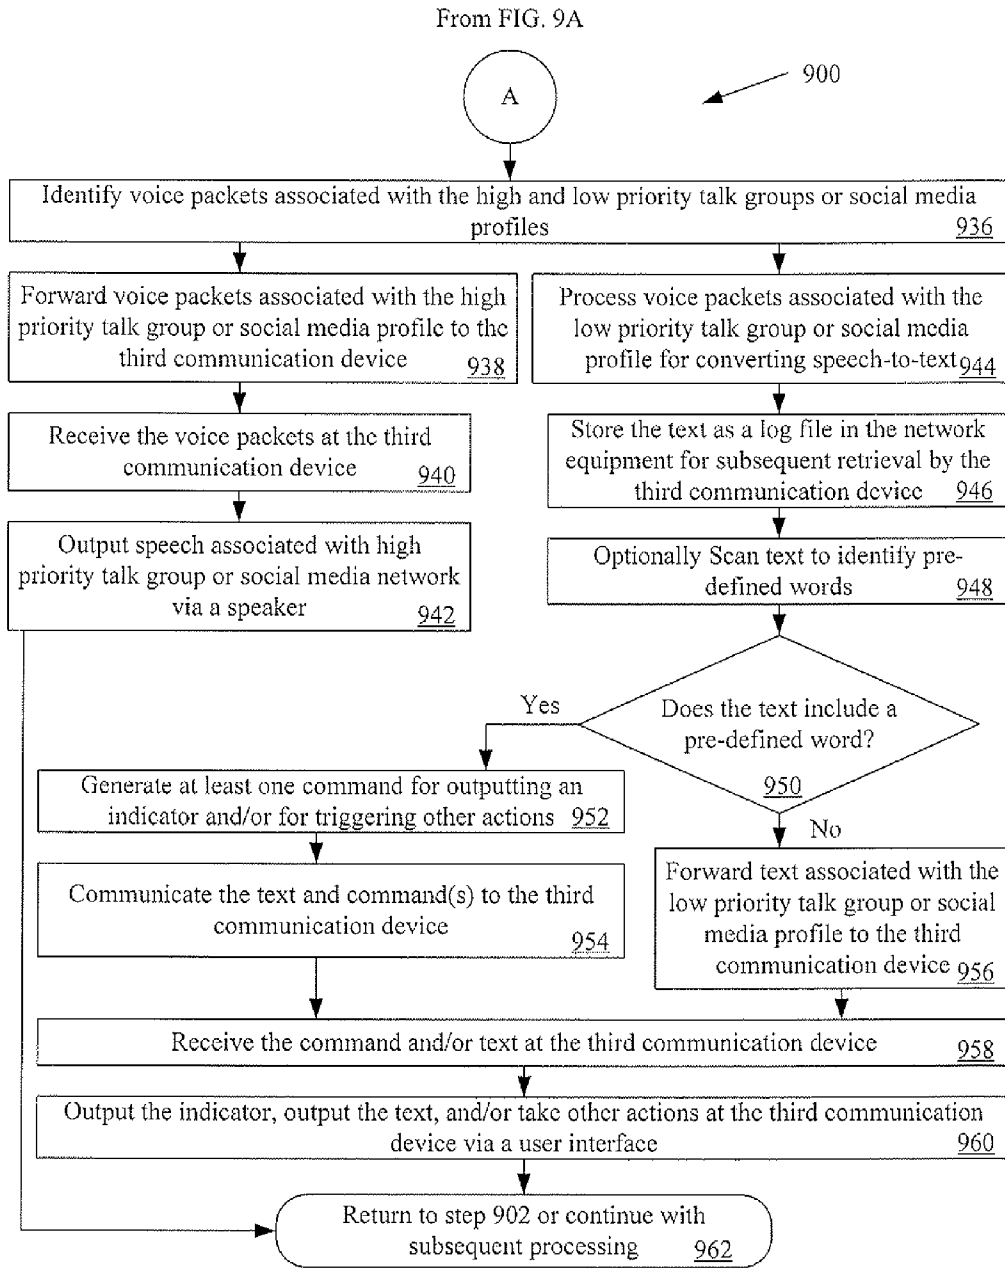 From FIG. 9A
A
900
Identify voice packets associated with the high and low priority talk groups or social media
profiles
936
Forward voice packets associated with the high
priority talk group or social media profile to the
third communication device
938
Receive the voice packets at the third
communication device
940
Output speech associated with high
priority talk group or social media network
via a speaker
942
Process voice packets associated with the
low priority talk group or social media
profile for converting speech-to-text
944
Store the text as a log file in the network
equipment for subsequent retrieval by the
third communication device
946
Optionally Scan text to identify pre-
defined words
948
Does the text include a
pre-defined word?
950
Yes
No
Generate at least one command for outputting an
indicator and/or for triggering other actions
952
Communicate the text and command(s) to the third
communication device
954
Forward text associated with the
low priority talk group or social
media profile to the third
communication device
956
Receive the command and/or text at the third communication device
958
Output the indicator, output the text, and/or take other actions at the third communication
device via a user interface
960
Return to step 902 or continue with
subsequent processing
962